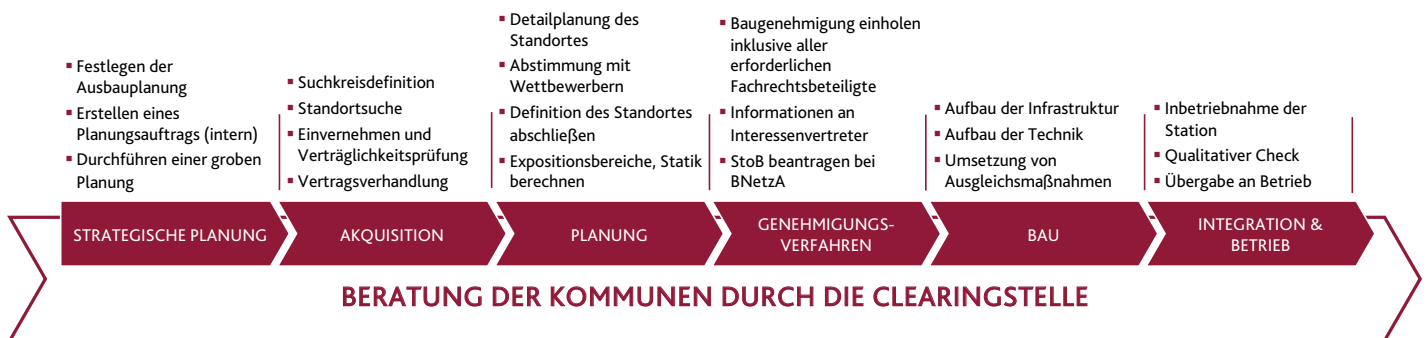 ▪ Festlegen der
Ausbauplanung
▪ Erstellen eines
Planungsauftrags (intern)
▪ Durchführen einer groben
Planung
▪ Suchkreisdefinition
▪ Standortsuche
▪ Einvernehmen und
Verträglichkeitsprüfung
▪ Vertragsverhandlung
▪ Detailplanung des
Standortes
▪ Abstimmung mit
Wettbewerbern
▪ Definition des Standortes
abschließen
▪ Expositionsbereiche, Statik
berechnen
▪ Baugenehmigung einholen
inklusive aller
erforderlichen
Fachrechtsbeteiligte
▪ Informationen an
Interessenvertreter
▪ StoB beantragen bei
BNetzA
▪ Aufbau der Infrastruktur
▪ Aufbau der Technik
▪ Umsetzung von
Ausgleichsmaßnahmen
▪ Inbetriebnahme der
Station
▪ Qualitativer Check
▪ Übergabe an Betrieb
STRATEGISCHE PLANUNG
AKQUISITION
PLANUNG
GENEHMIGUNGS-
VERFAHREN
BAU
INTEGRATION &
BETRIEB
BERATUNG DER KOMMUNEN DURCH DIE CLEARINGSTELLE